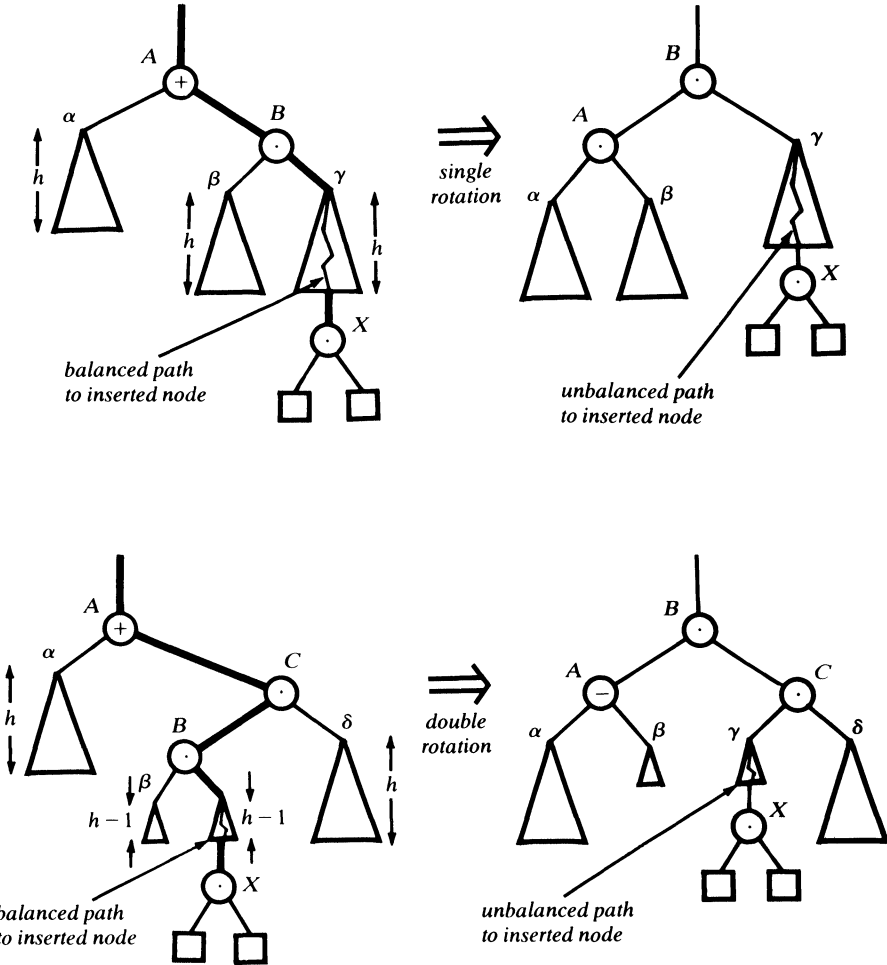 A
+
B
·
α
β
γ
h
h
h
X
·
balanced path
to inserted node
single
rotation
B
·
A
·
α
β
γ
X
·
unbalanced path
to inserted node
A
+
α
C
·
B
·
δ
β
h
h − 1
h − 1
h
X
·
balanced path
to inserted node
double
rotation
B
·
A
−
C
·
α
β
γ
δ
X
·
unbalanced path
to inserted node